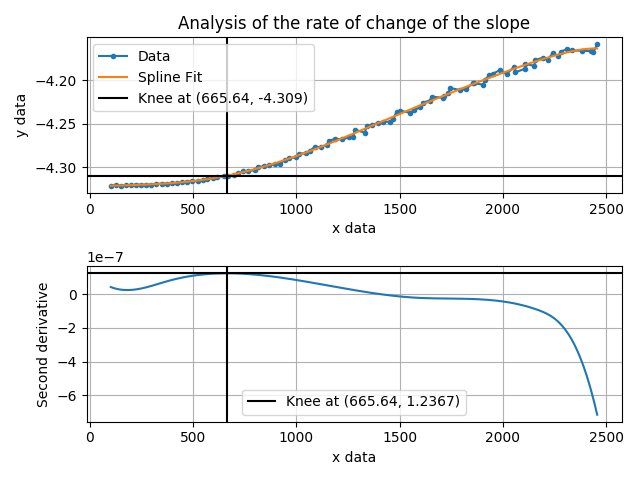 Analysis of the rate of change of the slope
Data
Spline Fit
Knee at (665.64, -4.309)
−4.20
−4.25
−4.30
y data
0 500 1000 1500 2000 2500
x data
1e−7
0
−2
−4
−6
Second derivative
Knee at (665.64, 1.2367)
0 500 1000 1500 2000 2500
x data